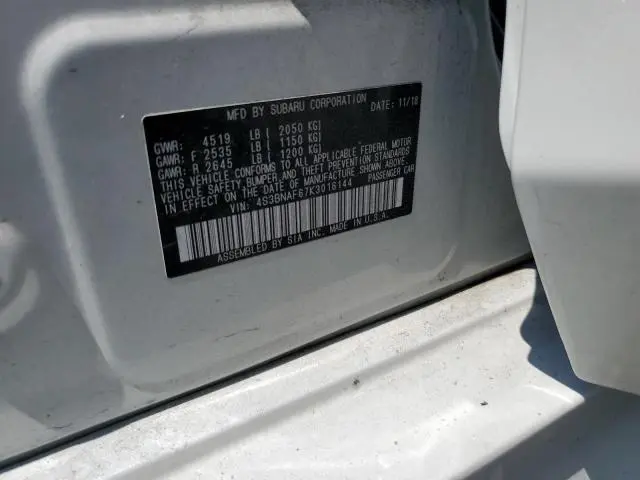 MFD BY SUBARU CORPORATION DATE: 11/18
GVWR: 4519 LB [ 2050 KG]
GAWR: F 2535 LB [ 1150 KG]
GAWR: R 2645 LB [ 1200 KG]
THIS VEHICLE CONFORMS TO ALL APPLICABLE FEDERAL MOTOR
VEHICLE SAFETY, BUMPER, AND THEFT PREVENTION STANDARDS
IN EFFECT ON THE DATE OF MANUFACTURE SHOWN ABOVE.
VIN: 4S3BNAF67K3016144 PASSENGER CAR
ASSEMBLED BY SIA INC. MADE IN U.S.A.